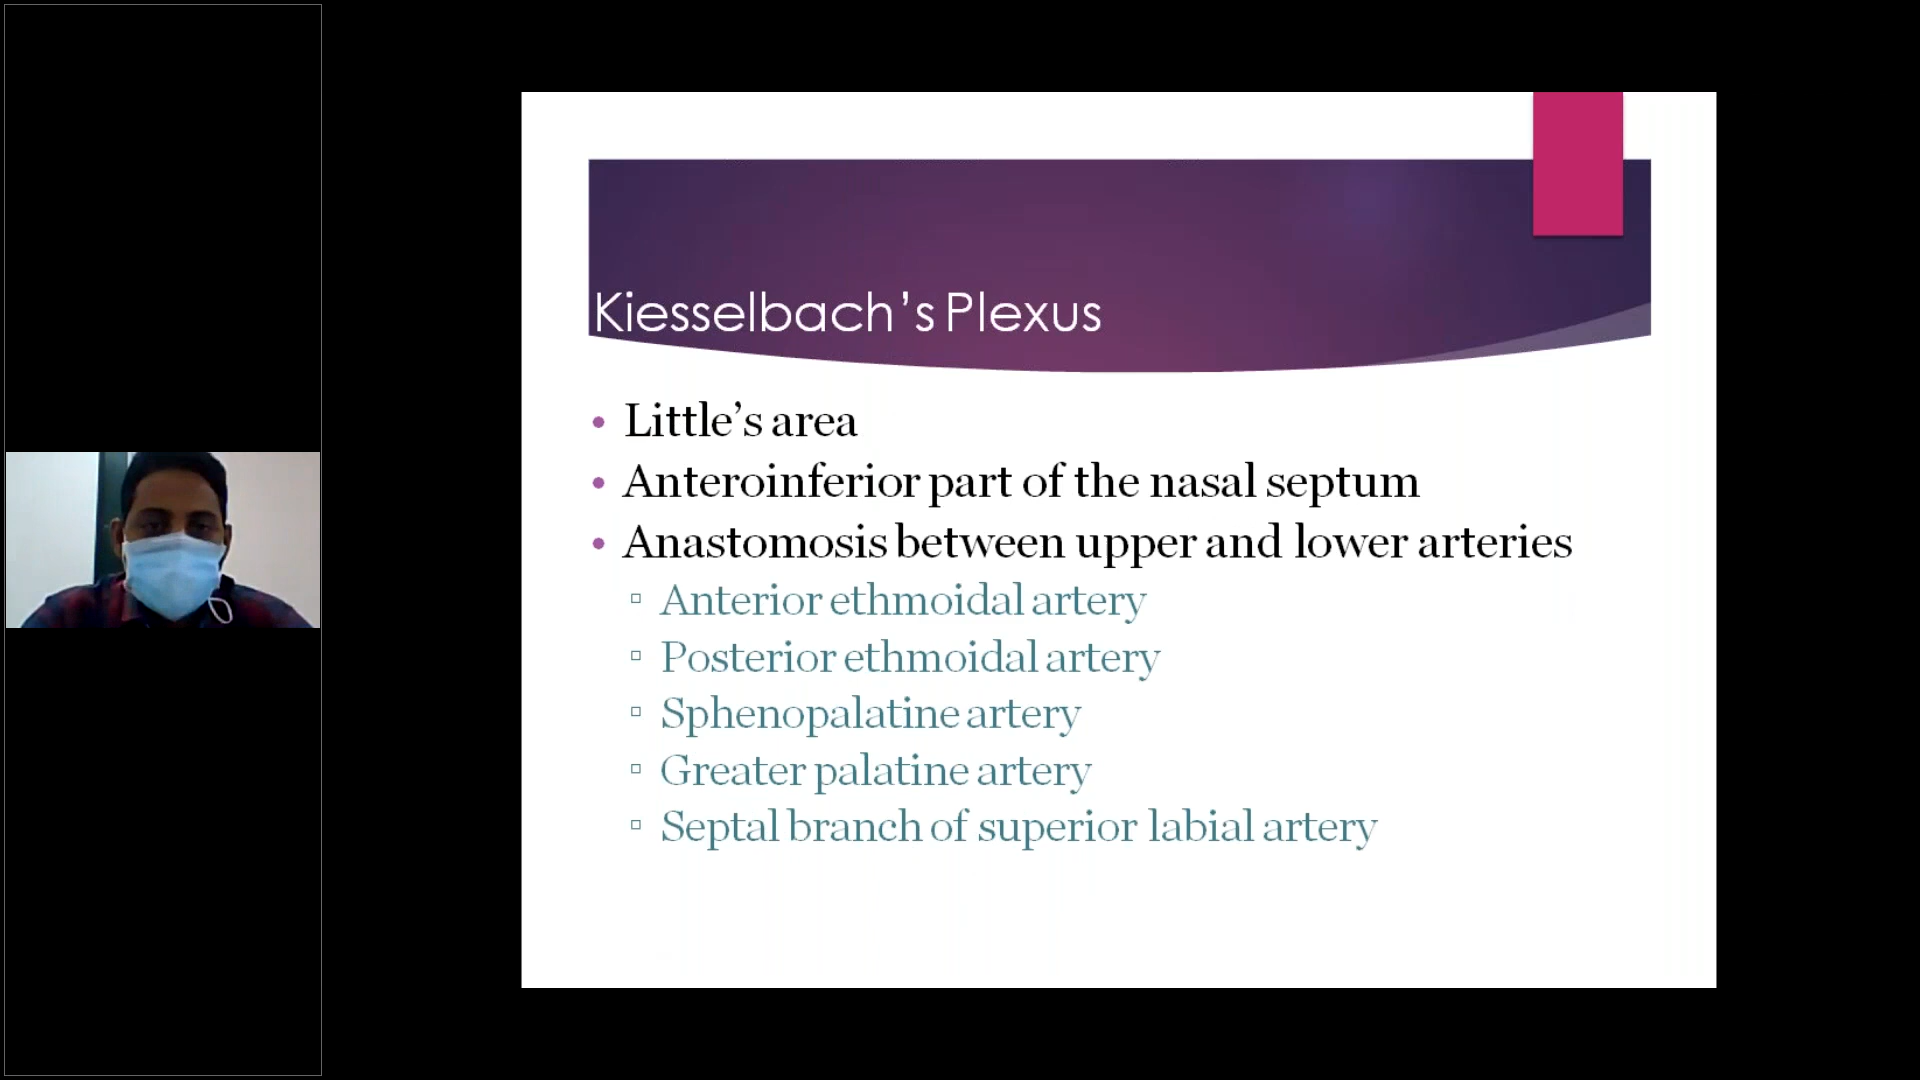 Kiesselbach’s Plexus
• Little’s area
• Anteroinferior part of the nasal septum
• Anastomosis between upper and lower arteries
▫ Anterior ethmoidal artery
▫ Posterior ethmoidal artery
▫ Sphenopalatine artery
▫ Greater palatine artery
▫ Septal branch of superior labial artery